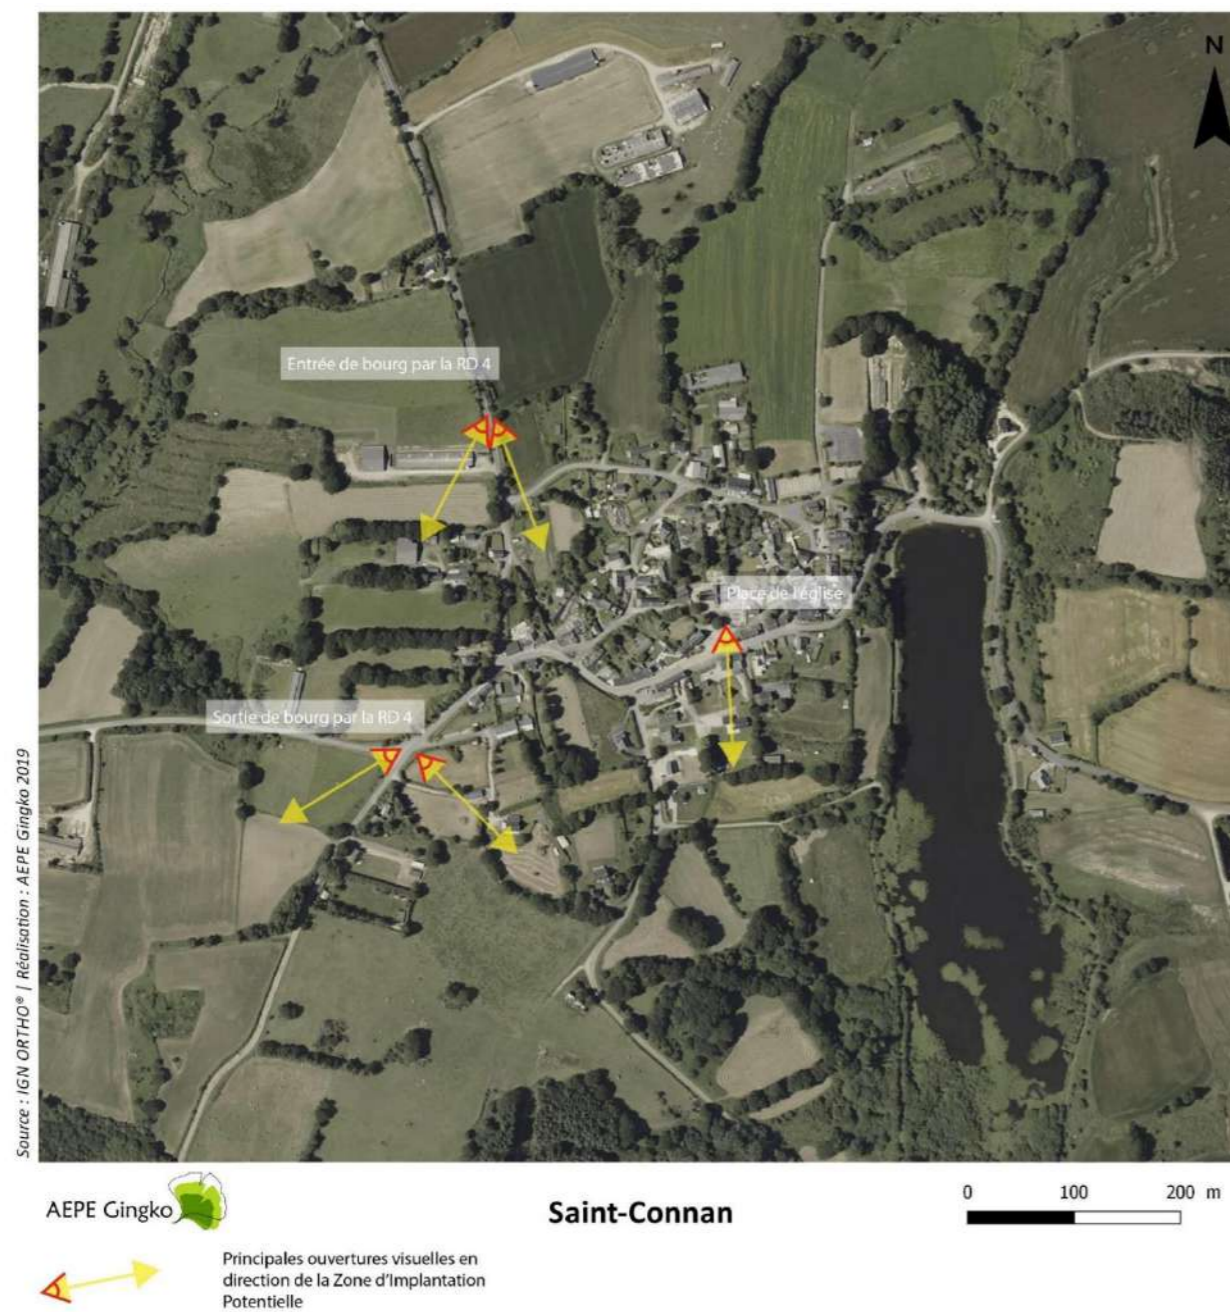 N
Entrée de bourg par la RD 4
Place de l'église
Sortie de bourg par la RD 4
Source : IGN ORTHO® | Réalisation : AEPE Gingko 2019
AEPE Gingko
Saint-Connan
0 100 200 m
Principales ouvertures visuelles en
direction de la Zone d'Implantation
Potentielle